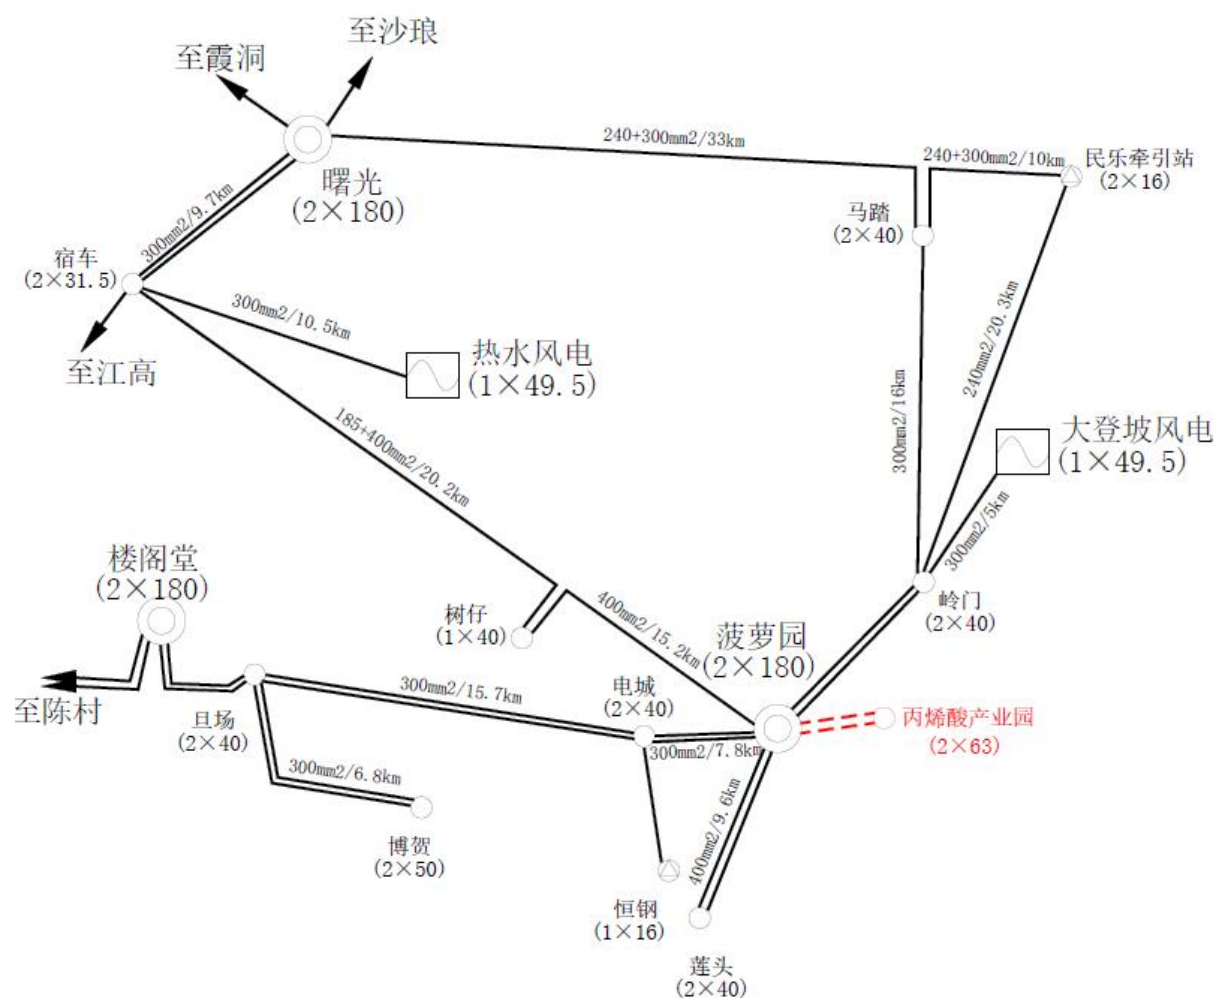 至沙琅
至霞洞
240+300mm2/33km
240+300mm2/10km
民乐牵引站
(2×16)
曙光
(2×180)
300mm2/9.7km
马踏
(2×40)
宿车
(2×31.5)
300mm2/10.5km
240mm2/20.3km
至江高
热水风电
(1×49.5)
300mm2/16km
185+400mm2/20.2km
大登坡风电
(1×49.5)
300mm2/5km
楼阁堂
(2×180)
树仔
(1×40)
400mm2/15.2km
岭门
(2×40)
菠萝园
(2×180)
300mm2/15.7km
电城
(2×40)
至陈村
旦场
(2×40)
300mm2/7.8km
丙烯酸产业园
(2×63)
300mm2/6.8km
400mm2/9.6km
博贺
(2×50)
恒钢
(1×16)
莲头
(2×40)